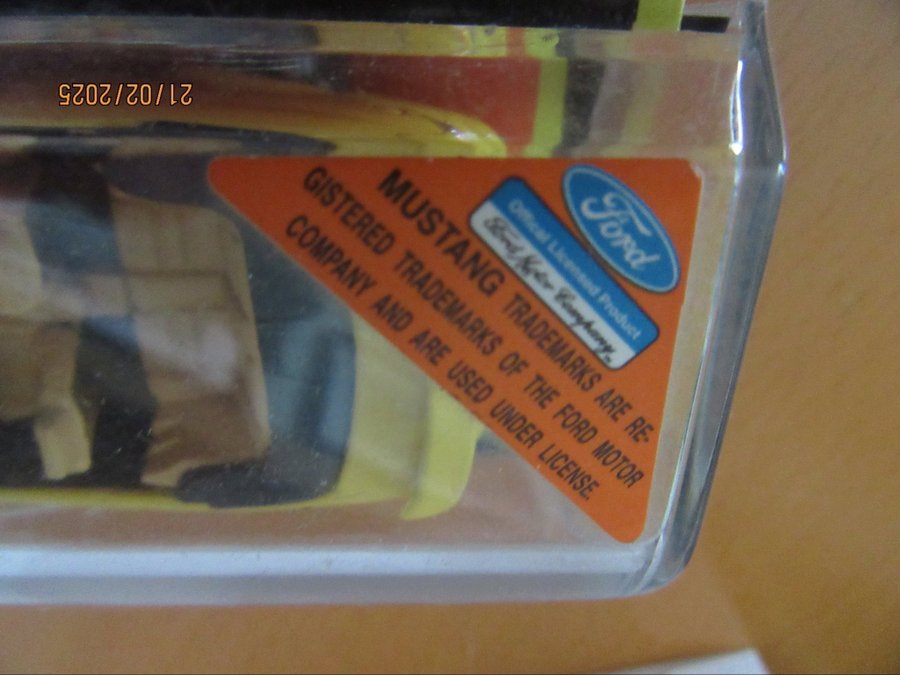 21/02/2025
Ford
Official Licensed Product
Ford Motor Company.
MUSTANG TRADEMARKS ARE RE-
GISTERED TRADEMARKS OF THE FORD MOTOR
COMPANY AND ARE USED UNDER LICENSE.